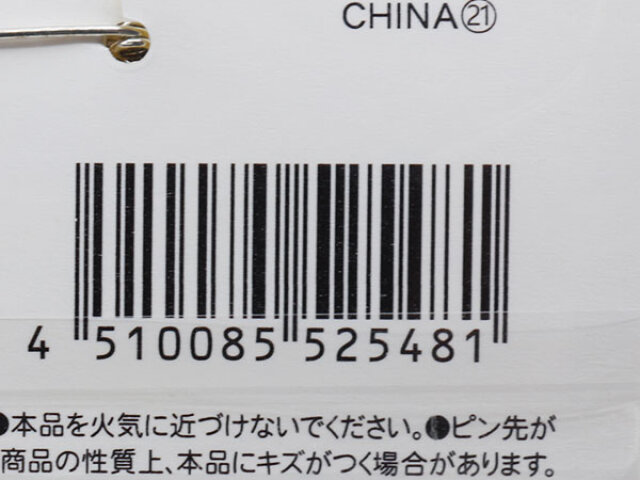 CHINA㉑
4 510085 525481
●本品を火気に近づけないでください。●ピン先が
商品の性質上、本品にキズがつく場合があります。